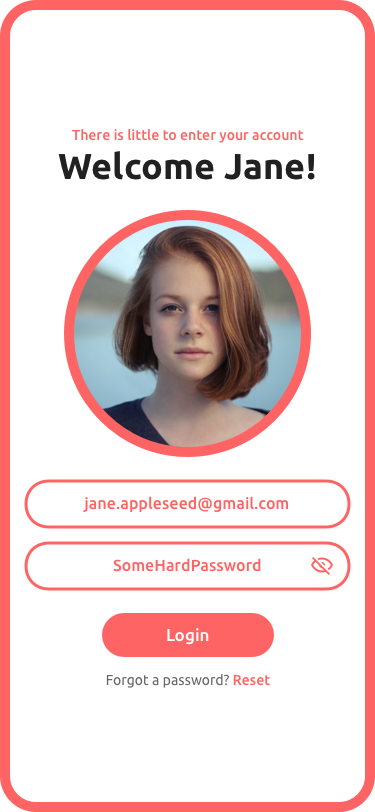 There is little to enter your account
Welcome Jane!
jane.appleseed@gmail.com
SomeHardPassword
Login
Forgot a password? Reset